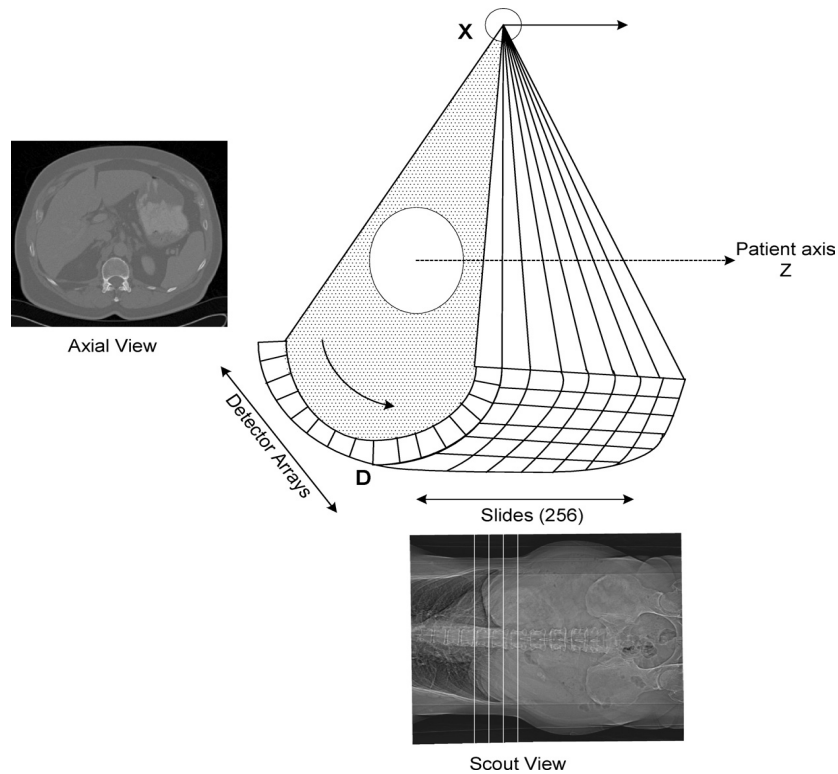 X
Patient axis
Z
Axial View
Detector Arrays
D
Slides (256)
Scout View